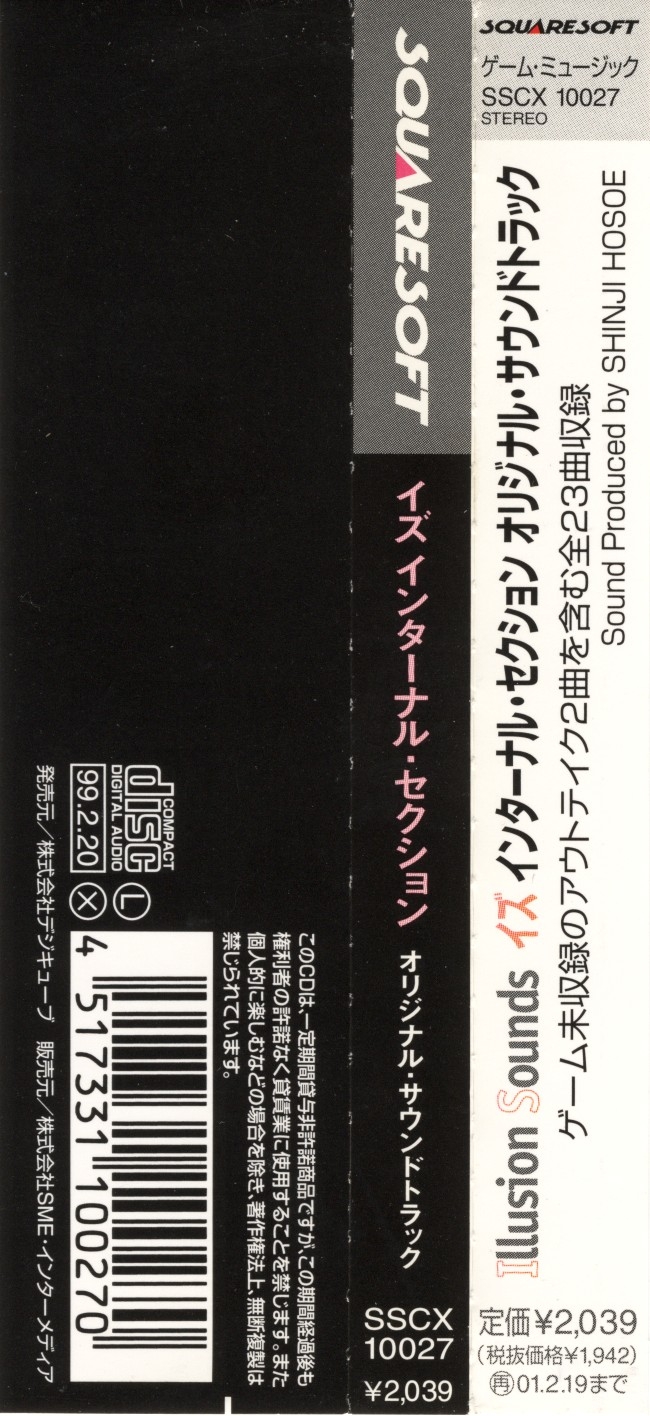 SQUARESOFT
ゲーム・ミュージック
SSCX 10027
STEREO
Illusion Sounds イズ インターナル・セクション オリジナル・サウンドトラック
ゲーム未収録のアウトテイク2曲を含む全23曲収録
Sound Produced by SHINJI HOSOE
定価¥2,039
(税抜価格¥1,942)
再01.2.19まで
SQUARESOFT
イズ インターナル・セクション オリジナル・サウンドトラック
SSCX
10027
¥2,039
このCDは、一定期間貸与非許諾商品ですが、この期間経過後も
権利者の許諾なく賃貸業に使用することを禁じます。また
個人的に楽しむなどの場合を除き、著作権法上、無断複製は
禁じられています。
COMPACT
disc
DIGITAL AUDIO
L
99.2.20
X
4 517331 100270
発売元/株式会社デジキューブ 販売元/株式会社SME・インターメディア